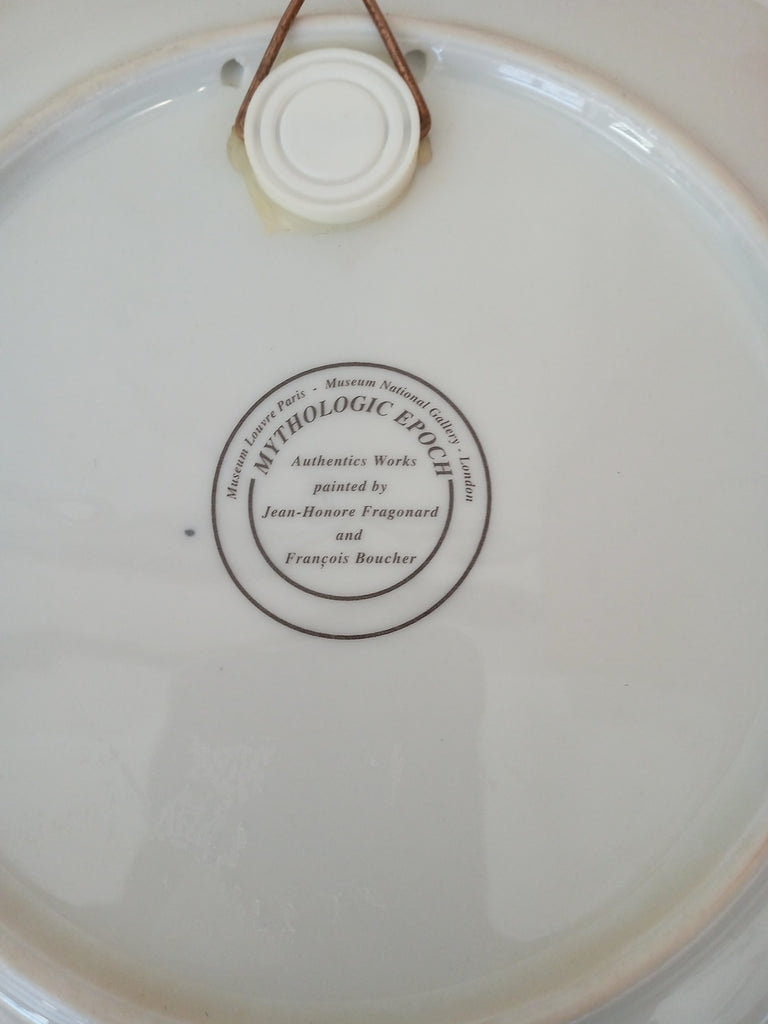 Museum Louvre Paris - Museum National Gallery - London
MYTHOLOGIC EPOCH
Authentics Works
painted by
Jean-Honore Fragonard
and
François Boucher